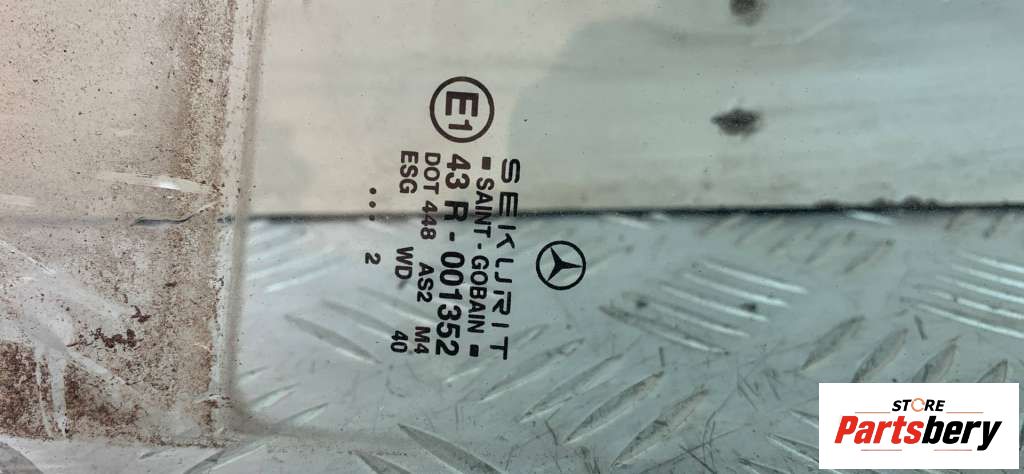 SEKURIT
- SAINT - GOBAIN -
E1 43 R - 001352
DOT 448 AS2 M4
ESG WD 40
... 2
STORE
Partsbery